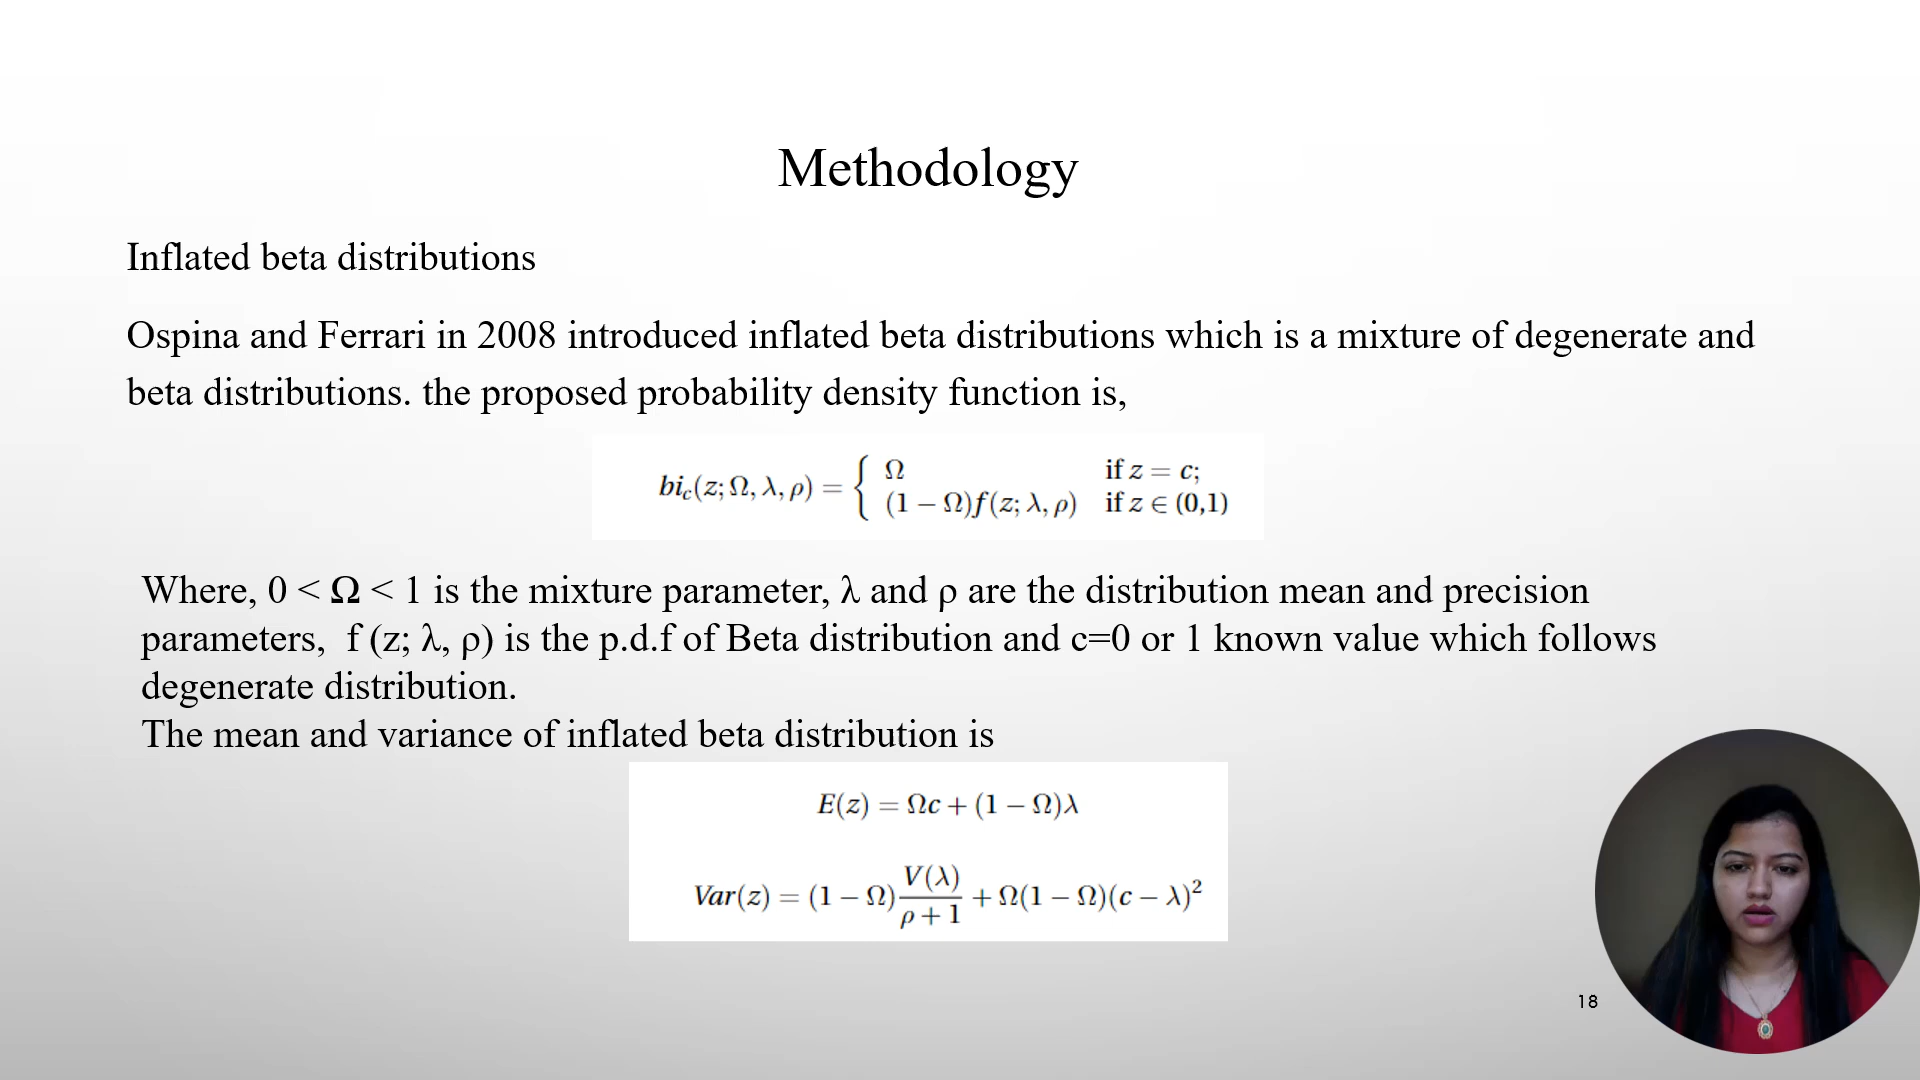 Methodology
Inflated beta distributions
Ospina and Ferrari in 2008 introduced inflated beta distributions which is a mixture of degenerate and
beta distributions. the proposed probability density function is,
bi_c(z; Ω, λ, ρ) = { Ω if z = c;
(1 − Ω)f(z; λ, ρ) if z ∈ (0,1)
Where, 0 < Ω < 1 is the mixture parameter, λ and ρ are the distribution mean and precision
parameters, f (z; λ, ρ) is the p.d.f of Beta distribution and c=0 or 1 known value which follows
degenerate distribution.
The mean and variance of inflated beta distribution is
E(z) = Ωc + (1 − Ω)λ
Var(z) = (1 − Ω) V(λ)/(ρ + 1) + Ω(1 − Ω)(c − λ)²
18